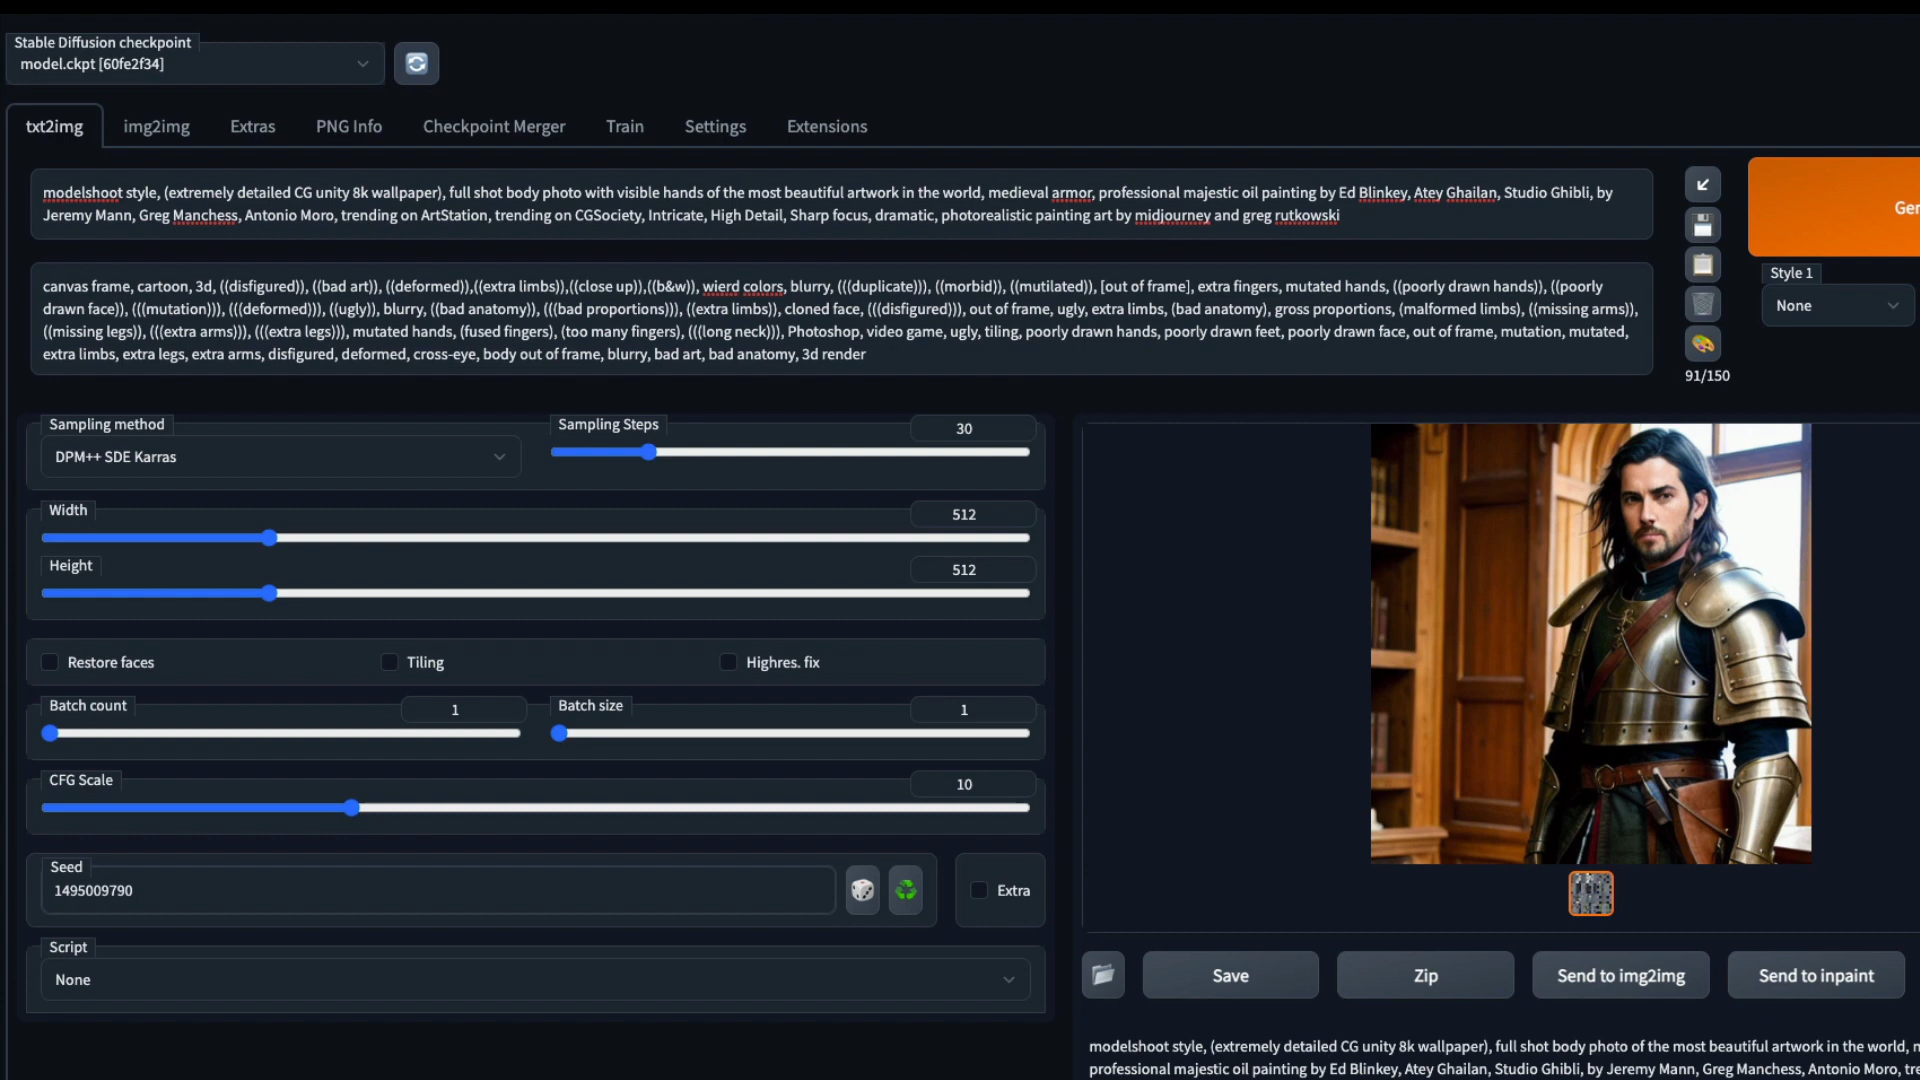 Stable Diffusion checkpoint
model.ckpt [60fe2f34]
txt2img img2img Extras PNG Info Checkpoint Merger Train Settings Extensions
modelshoot style, (extremely detailed CG unity 8k wallpaper), full shot body photo with visible hands of the most beautiful artwork in the world, medieval armor, professional majestic oil painting by Ed Blinkey, Atey Ghailan, Studio Ghibli, by
Jeremy Mann, Greg Manchess, Antonio Moro, trending on ArtStation, trending on CGSociety, Intricate, High Detail, Sharp focus, dramatic, photorealistic painting art by midjourney and greg rutkowski
canvas frame, cartoon, 3d, ((disfigured)), ((bad art)), ((deformed)),((extra limbs)),((close up)),((b&w)), wierd colors, blurry, (((duplicate))), ((morbid)), ((mutilated)), [out of frame], extra fingers, mutated hands, ((poorly drawn hands)), ((poorly
drawn face)), (((mutation))), (((deformed))), ((ugly)), blurry, ((bad anatomy)), (((bad proportions))), ((extra limbs)), cloned face, (((disfigured))), out of frame, ugly, extra limbs, (bad anatomy), gross proportions, (malformed limbs), ((missing arms)),
((missing legs)), (((extra arms))), (((extra legs))), mutated hands, (fused fingers), (too many fingers), (((long neck))), Photoshop, video game, ugly, tiling, poorly drawn hands, poorly drawn feet, poorly drawn face, out of frame, mutation, mutated,
extra limbs, extra legs, extra arms, disfigured, deformed, cross-eye, body out of frame, blurry, bad art, bad anatomy, 3d render
91/150
Style 1
None
Sampling method
DPM++ SDE Karras
Sampling Steps
30
Width
512
Height
512
Restore faces Tiling Highres. fix
Batch count
1
Batch size
1
CFG Scale
10
Seed
1495009790
Extra
Script
None
Save Zip Send to img2img Send to inpaint
modelshoot style, (extremely detailed CG unity 8k wallpaper), full shot body photo of the most beautiful artwork in the world,
professional majestic oil painting by Ed Blinkey, Atey Ghailan, Studio Ghibli, by Jeremy Mann, Greg Manchess, Antonio Moro,